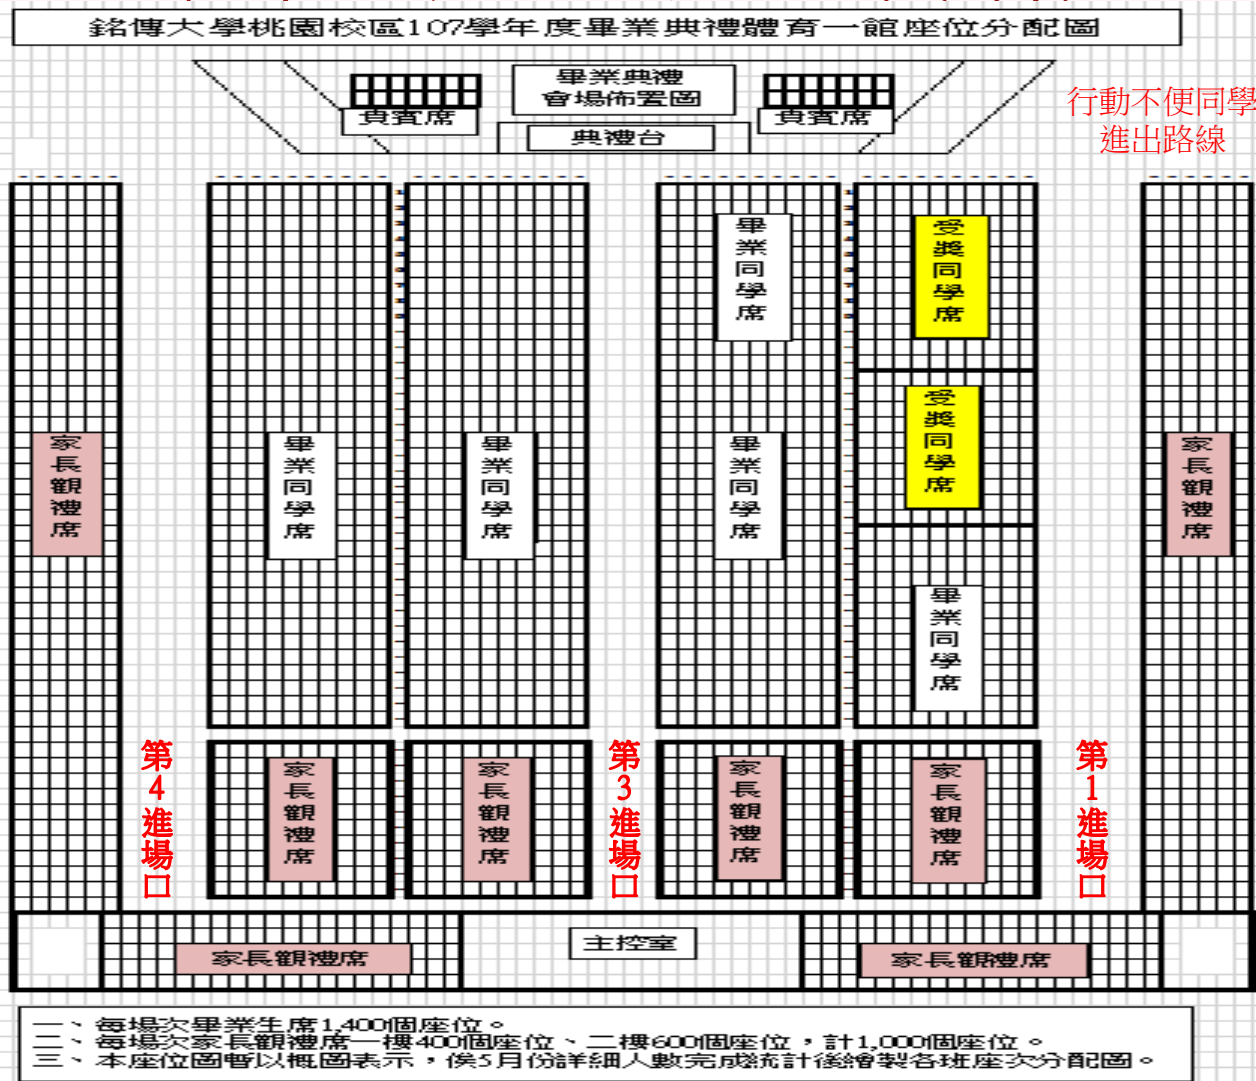 銘傳大學桃園校區107學年度畢業典禮體育一館座位分配圖
畢業典禮
會場佈置圖
貴賓席
貴賓席
典禮台
行動不便同學
進出路線
畢業同學席
受獎同學席
受獎同學席
家長觀禮席
畢業同學席
畢業同學席
畢業同學席
家長觀禮席
畢業同學席
第4進場口
家長觀禮席
家長觀禮席
第3進場口
家長觀禮席
家長觀禮席
第1進場口
家長觀禮席
主控室
家長觀禮席
一、每場次畢業生席1,400個座位。
二、每場次家長觀禮席一樓400個座位、二樓600個座位，計1,000個座位。
三、本座位圖暫以概圖表示，俟5月份詳細人數完成統計後繪製各班座次分配圖。